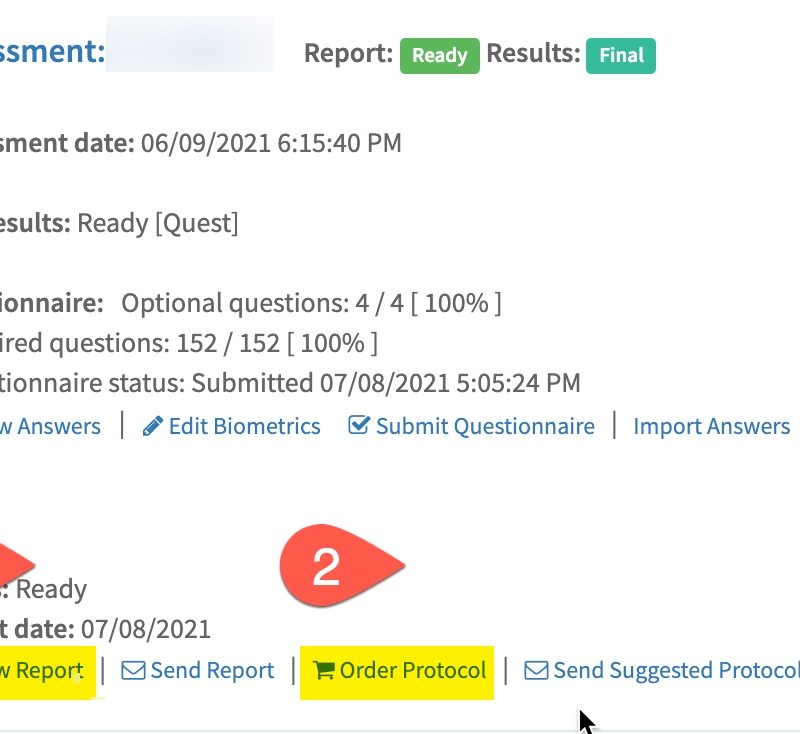 ssment: Report: Ready Results: Final
sment date: 06/09/2021 6:15:40 PM
esults: Ready [Quest]
ionnaire: Optional questions: 4 / 4 [ 100% ]
ired questions: 152 / 152 [ 100% ]
tionnaire status: Submitted 07/08/2021 5:05:24 PM
w Answers | Edit Biometrics Submit Questionnaire | Import Answers
2
s: Ready
t date: 07/08/2021
w Report | Send Report | Order Protocol | Send Suggested Protocol